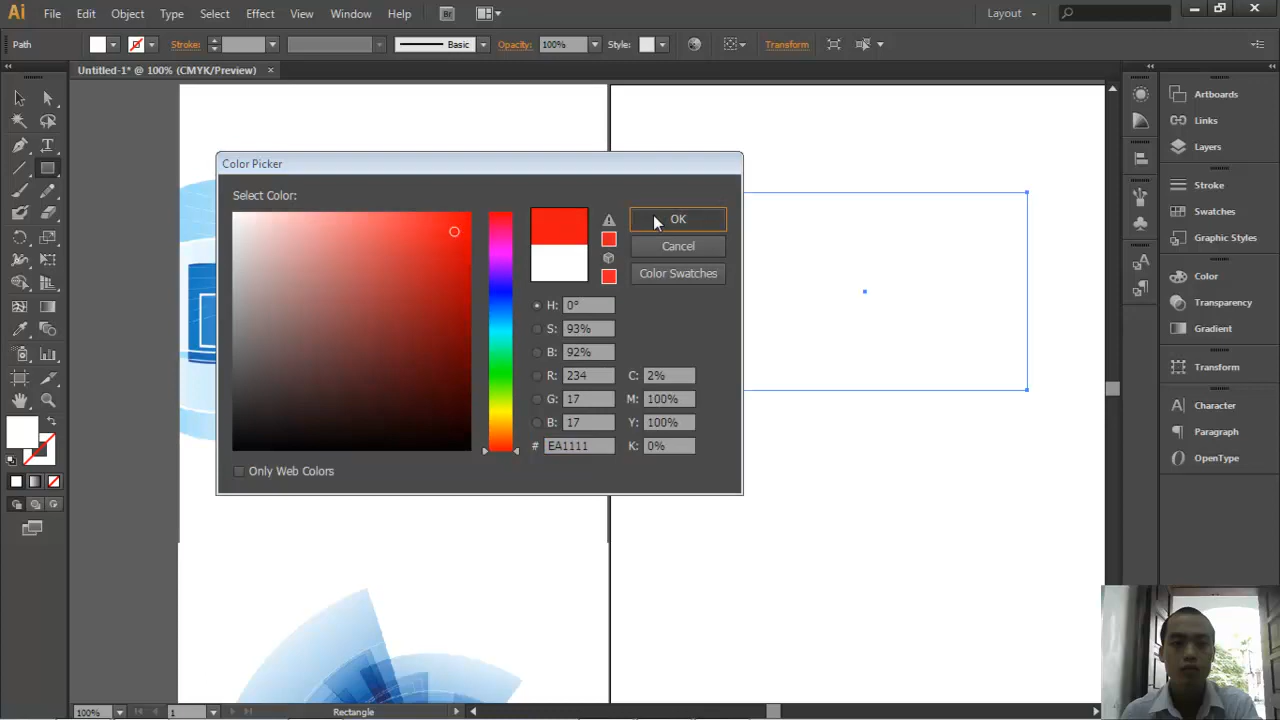 Ai File Edit Object Type Select Effect View Window Help Br Layout
Path Stroke: Basic Opacity: 100% Style: Transform
Untitled-1* @ 100% (CMYK/Preview) ×
Color Picker
Select Color:
OK
Cancel
Color Swatches
H: 0°
S: 93%
B: 92%
R: 234 C: 2%
G: 17 M: 100%
B: 17 Y: 100%
# EA1111 K: 0%
Only Web Colors
Artboards
Links
Layers
Stroke
Swatches
Graphic Styles
Color
Transparency
Gradient
Transform
Character
Paragraph
OpenType
100% 1 Rectangle